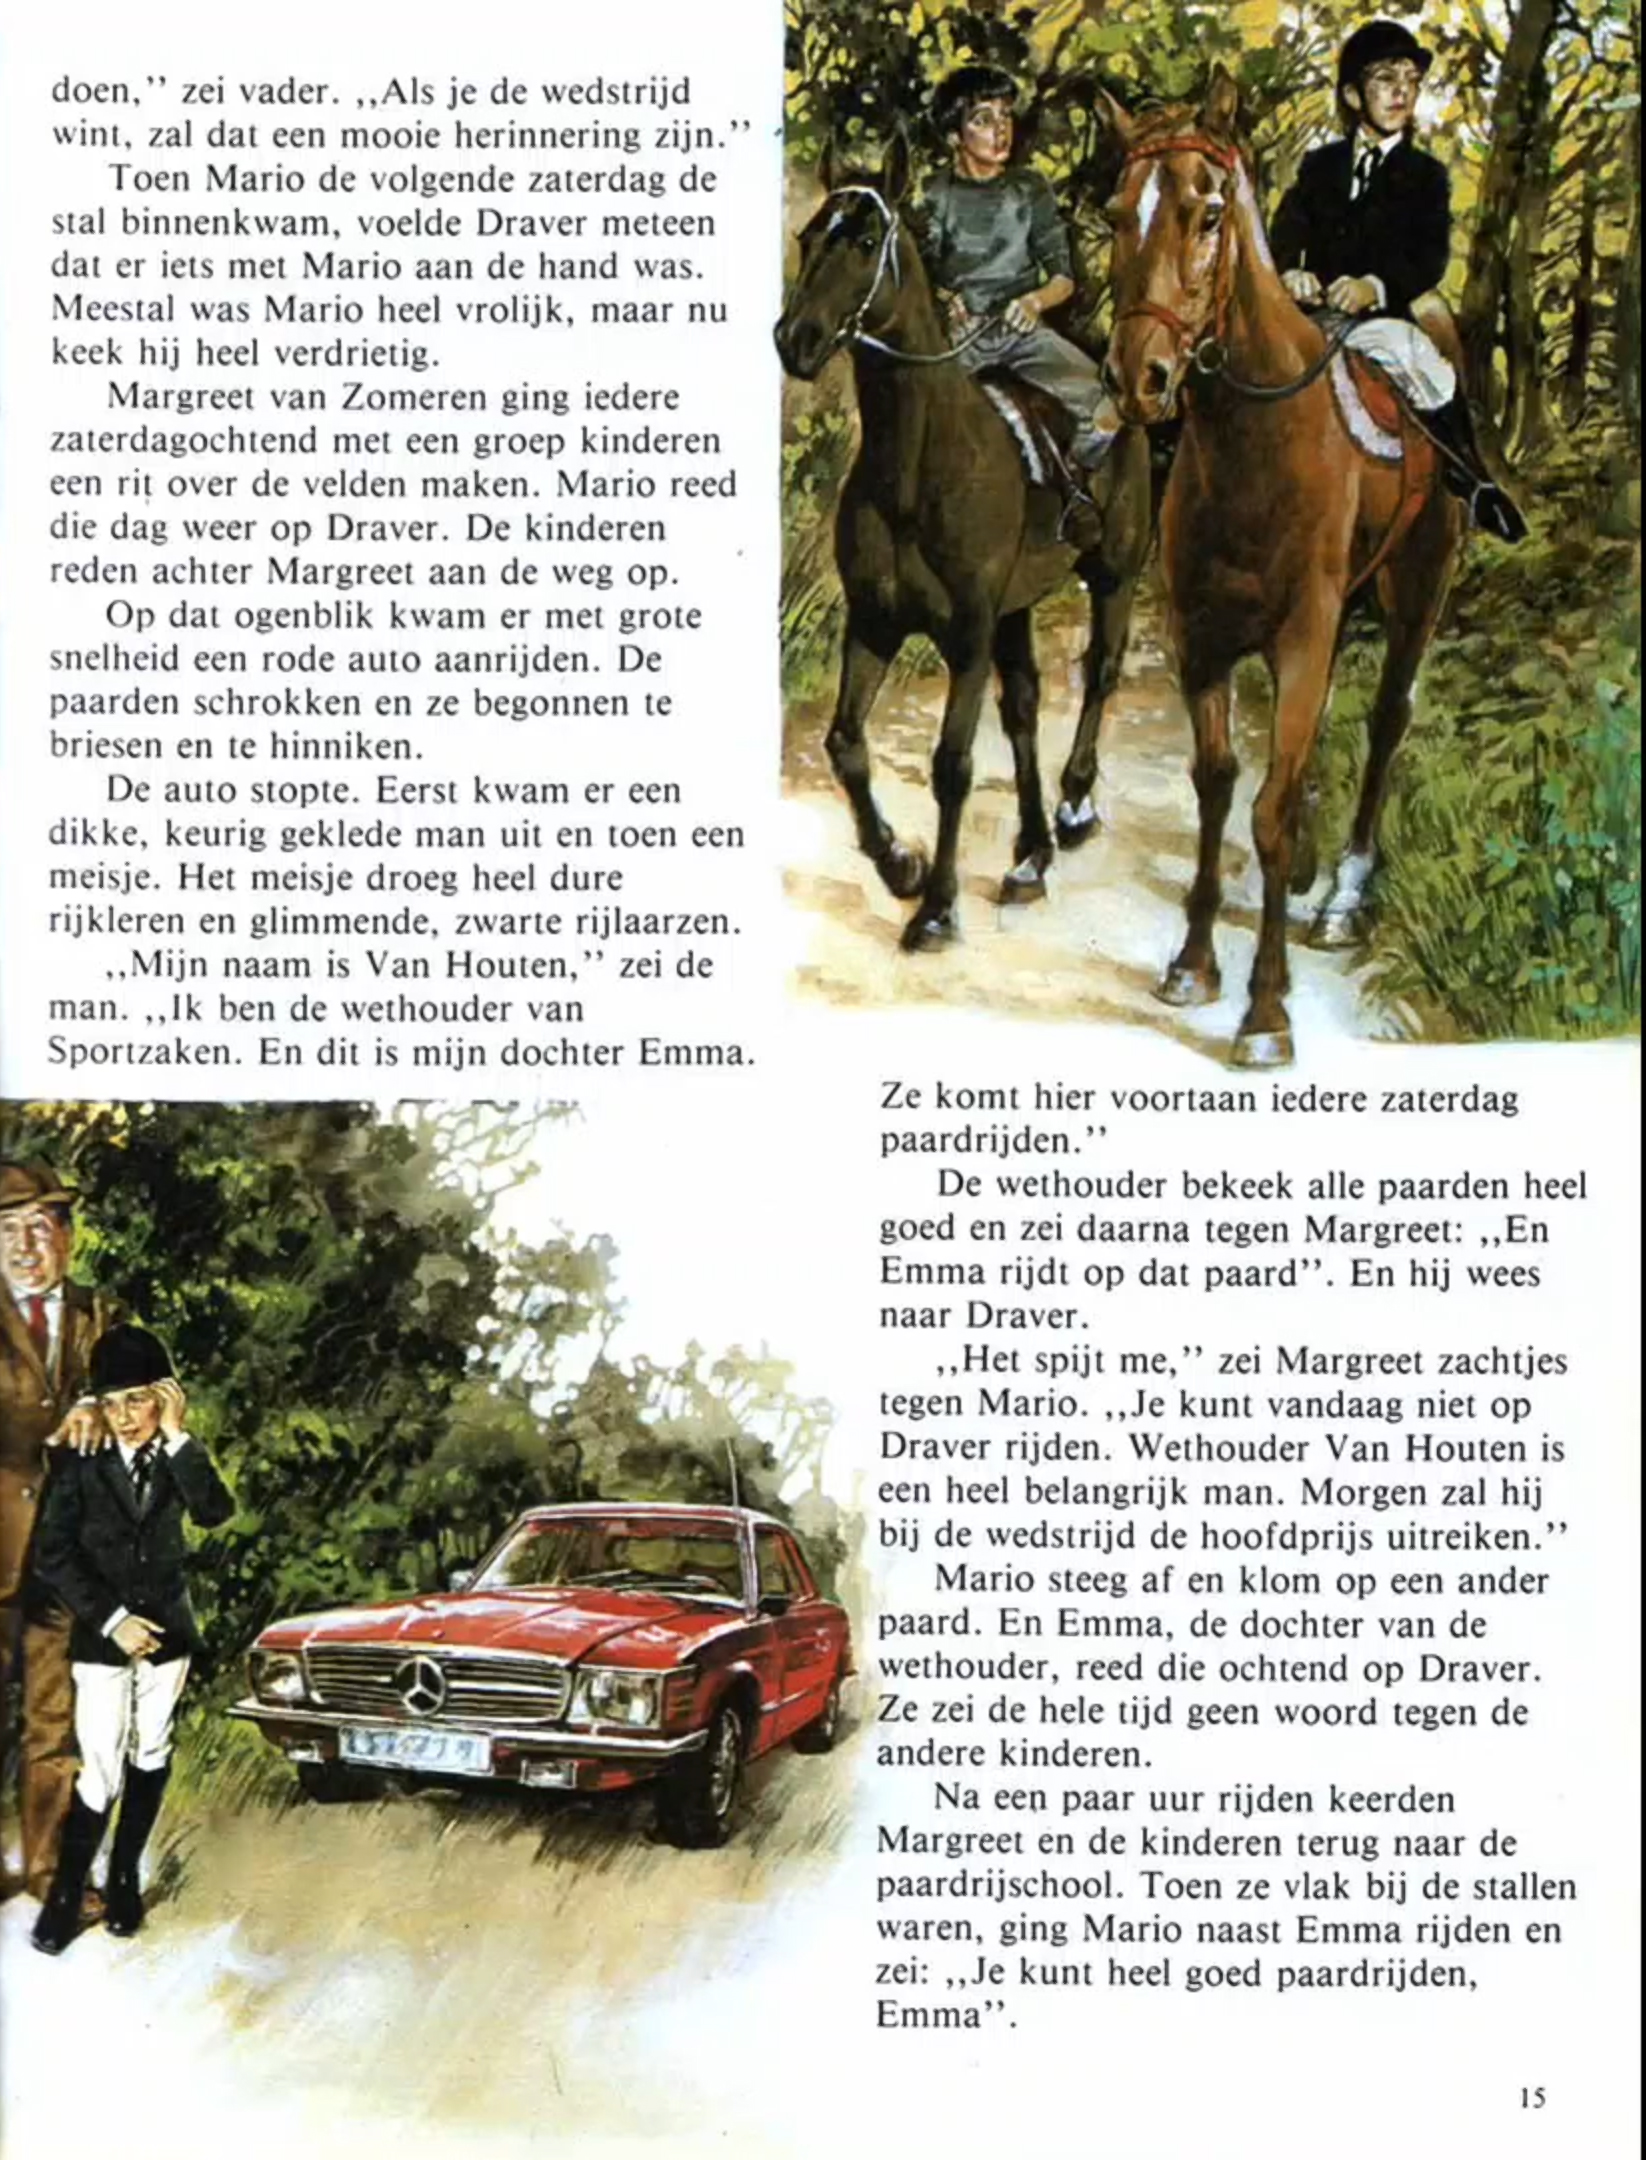 doen,” zei vader. ,,Als je de wedstrijd
wint, zal dat een mooie herinnering zijn.”
Toen Mario de volgende zaterdag de
stal binnenkwam, voelde Draver meteen
dat er iets met Mario aan de hand was.
Meestal was Mario heel vrolijk, maar nu
keek hij heel verdrietig.
Margreet van Zomeren ging iedere
zaterdagochtend met een groep kinderen
een rit over de velden maken. Mario reed
die dag weer op Draver. De kinderen
reden achter Margreet aan de weg op.
Op dat ogenblik kwam er met grote
snelheid een rode auto aanrijden. De
paarden schrokken en ze begonnen te
briesen en te hinniken.
De auto stopte. Eerst kwam er een
dikke, keurig geklede man uit en toen een
meisje. Het meisje droeg heel dure
rijkleren en glimmende, zwarte rijlaarzen.
,,Mijn naam is Van Houten,” zei de
man. ,,Ik ben de wethouder van
Sportzaken. En dit is mijn dochter Emma.
Ze komt hier voortaan iedere zaterdag
paardrijden.”
De wethouder bekeek alle paarden heel
goed en zei daarna tegen Margreet: ,,En
Emma rijdt op dat paard”. En hij wees
naar Draver.
,,Het spijt me,” zei Margreet zachtjes
tegen Mario. ,,Je kunt vandaag niet op
Draver rijden. Wethouder Van Houten is
een heel belangrijk man. Morgen zal hij
bij de wedstrijd de hoofdprijs uitreiken.”
Mario steeg af en klom op een ander
paard. En Emma, de dochter van de
wethouder, reed die ochtend op Draver.
Ze zei de hele tijd geen woord tegen de
andere kinderen.
Na een paar uur rijden keerden
Margreet en de kinderen terug naar de
paardrijschool. Toen ze vlak bij de stallen
waren, ging Mario naast Emma rijden en
zei: ,,Je kunt heel goed paardrijden,
Emma”.
15